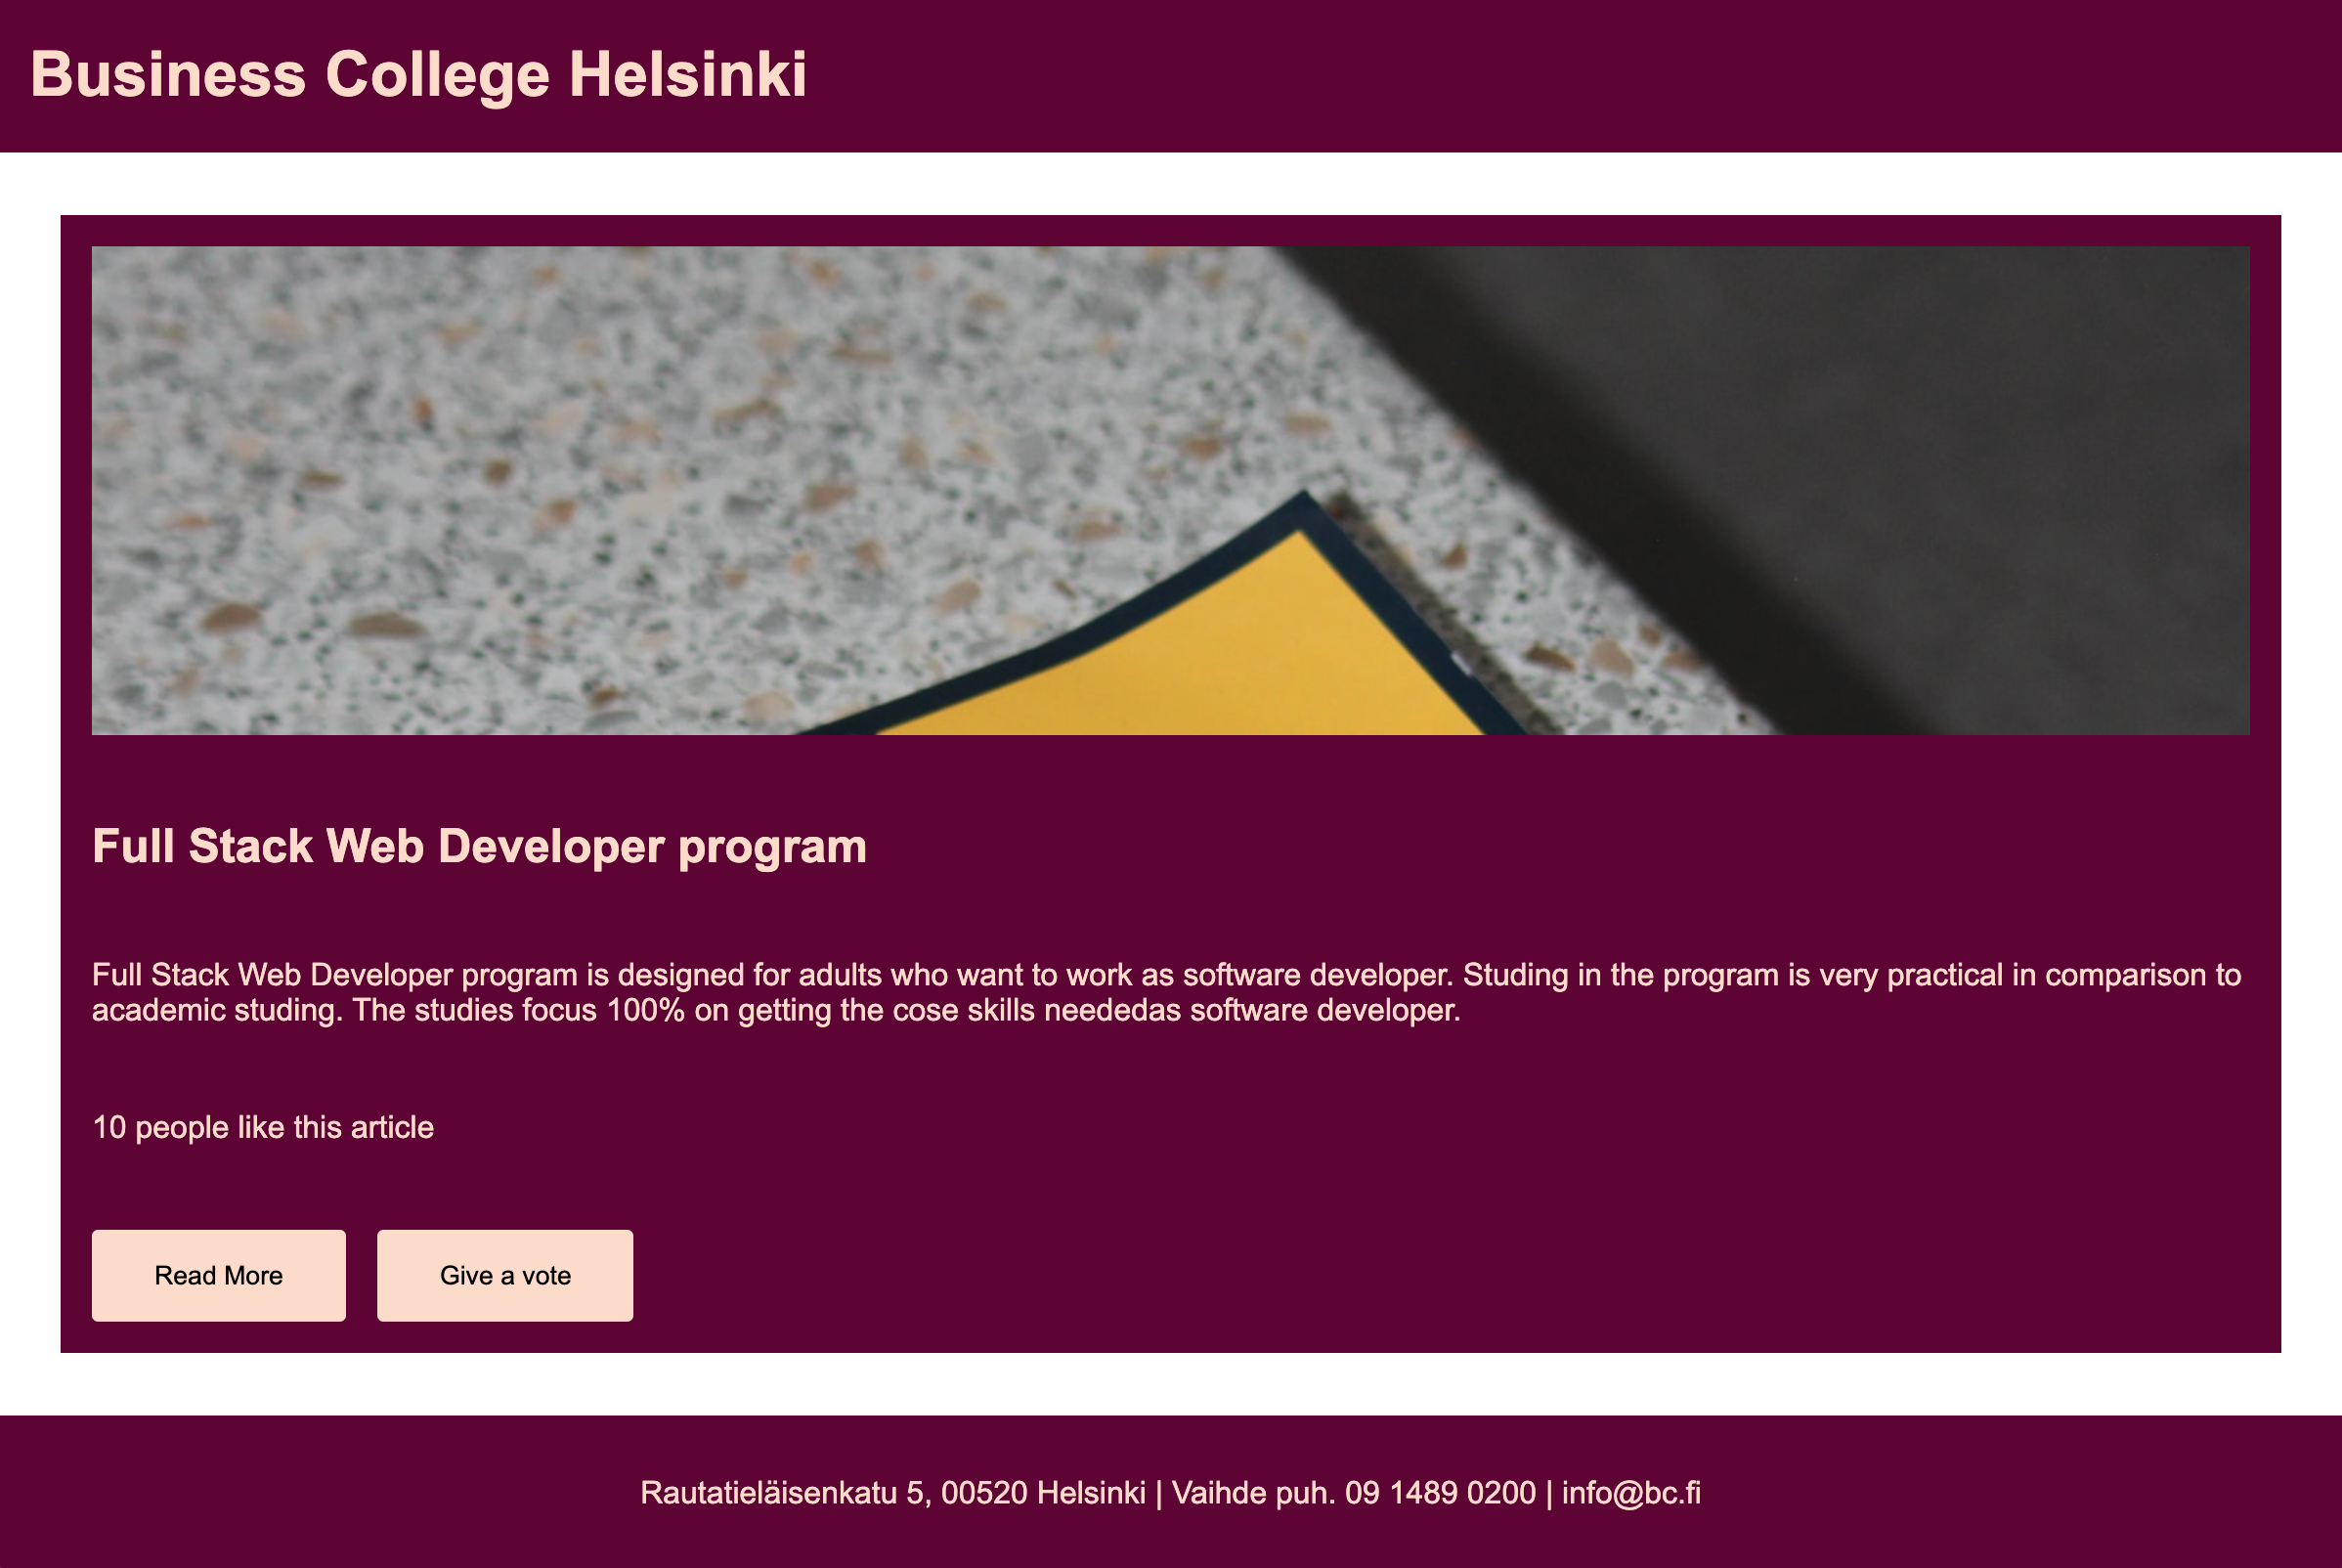 Business College Helsinki
Full Stack Web Developer program
Full Stack Web Developer program is designed for adults who want to work as software developer. Studing in the program is very practical in comparison to
academic studing. The studies focus 100% on getting the cose skills neededas software developer.
10 people like this article
Read More
Give a vote
Rautatieläisenkatu 5, 00520 Helsinki | Vaihde puh. 09 1489 0200 | info@bc.fi